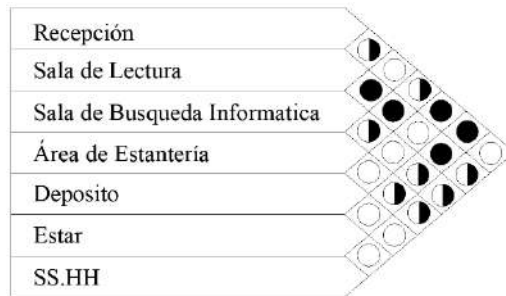 Recepción
Sala de Lectura
Sala de Busqueda Informatica
Área de Estantería
Deposito
Estar
SS.HH